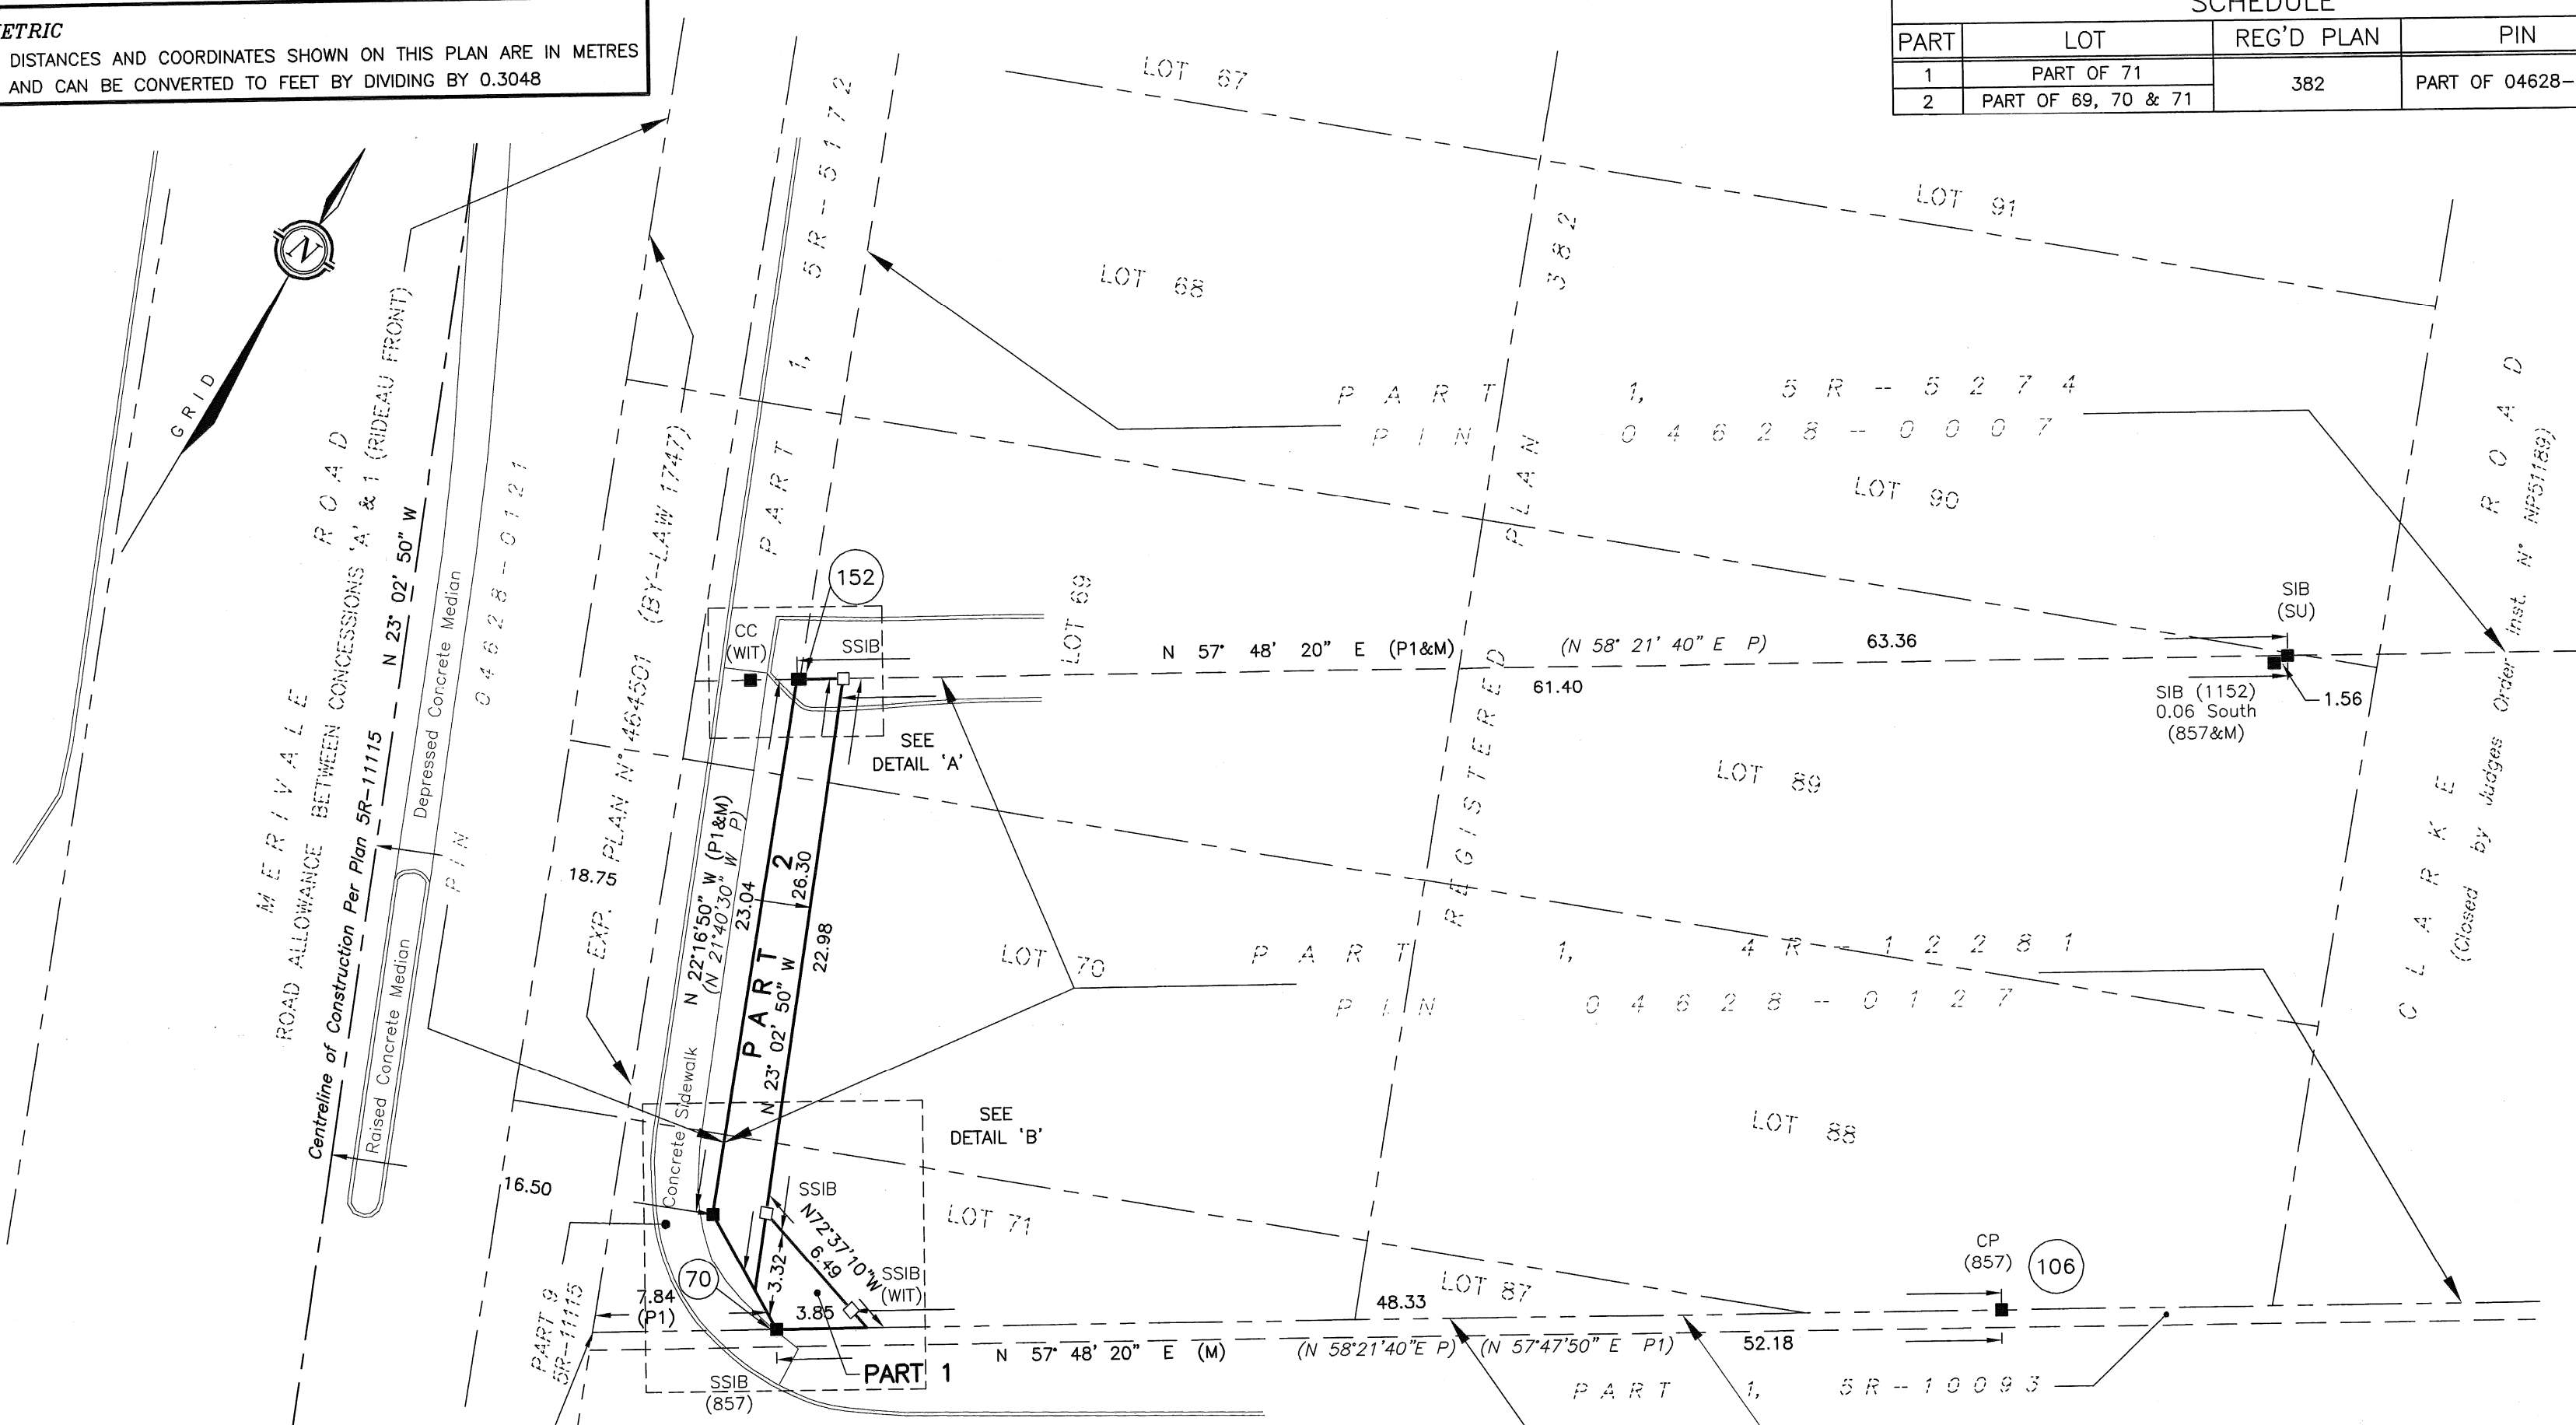 ETRIC
DISTANCES AND COORDINATES SHOWN ON THIS PLAN ARE IN METRES
AND CAN BE CONVERTED TO FEET BY DIVIDING BY 0.3048
SCHEDULE
PART LOT REG'D PLAN PIN
1 PART OF 71 382 PART OF 04628-
2 PART OF 69, 70 & 71
LOT 67
LOT 91
LOT 68
PART 1, 5R-5172
N
GRID
PART 1, 5R-5274
PIN 04628-0007
LOT 90
REGISTERED PLAN 382
CLARKE ROAD
(Closed by Judges Order Inst. N° NP51189)
MERIVALE ROAD
ROAD ALLOWANCE BETWEEN CONCESSIONS 'A' & 1 (RIDEAU FRONT)
Centreline of Construction Per Plan 5R-11115 N 23° 02' 50" W
Depressed Concrete Median
Raised Concrete Median
PIN 04628-0121
EXP. PLAN N° 464501 (BY-LAW 1747)
152
CC
(WIT)
SSIB
LOT 69
N 57° 48' 20" E (P1&M) (N 58° 21' 40" E P) 63.36
61.40
SIB
(SU)
SIB (1152)
0.06 South
(857&M)
1.56
SEE
DETAIL 'A'
LOT 89
18.75
N 22°16'50" W (P1&M)
(N 21°40'30" W P)
23.04
PART 2
26.30
22.98
N 23° 02' 50" W
LOT 70
PART 1, 4R-12281
PIN 04628-0127
Concrete Sidewalk
SEE
DETAIL 'B'
LOT 88
16.50
SSIB
N72°37'10"W
6.49
LOT 71
3.32
SSIB
(WIT)
70
3.85
7.84
(P1)
PART 9
5R-11115
CP
(857)
106
LOT 87
48.33
N 57° 48' 20" E (M) (N 58°21'40"E P) (N 57°47'50" E P1) 52.18
PART 1
SSIB
(857)
PART 1, 5R-10093